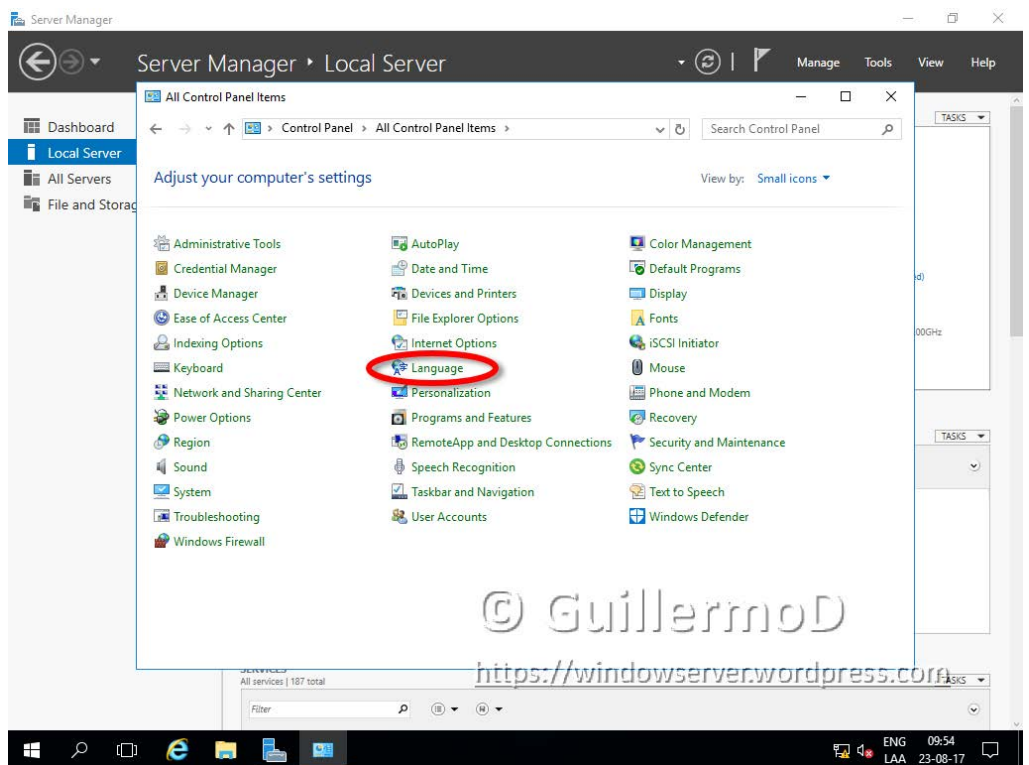 Server Manager
Server Manager ‣ Local Server
Manage Tools View Help
All Control Panel Items
Control Panel > All Control Panel Items >
Search Control Panel
TASKS
Dashboard
Local Server
All Servers
File and Storag
Adjust your computer's settings
View by: Small icons
Administrative Tools
AutoPlay
Color Management
Credential Manager
Date and Time
Default Programs
Device Manager
Devices and Printers
Display
Ease of Access Center
File Explorer Options
Fonts
Indexing Options
Internet Options
iSCSI Initiator
Keyboard
Language
Mouse
Network and Sharing Center
Personalization
Phone and Modem
Power Options
Programs and Features
Recovery
Region
RemoteApp and Desktop Connections
Security and Maintenance
Sound
Speech Recognition
Sync Center
System
Taskbar and Navigation
Text to Speech
Troubleshooting
User Accounts
Windows Defender
Windows Firewall
ed)
00GHz
TASKS
© GuillermoD
https://windowserver.wordpress.com
SERVICES
All services | 187 total
TASKS
Filter
ENG
LAA
09:54
23-08-17